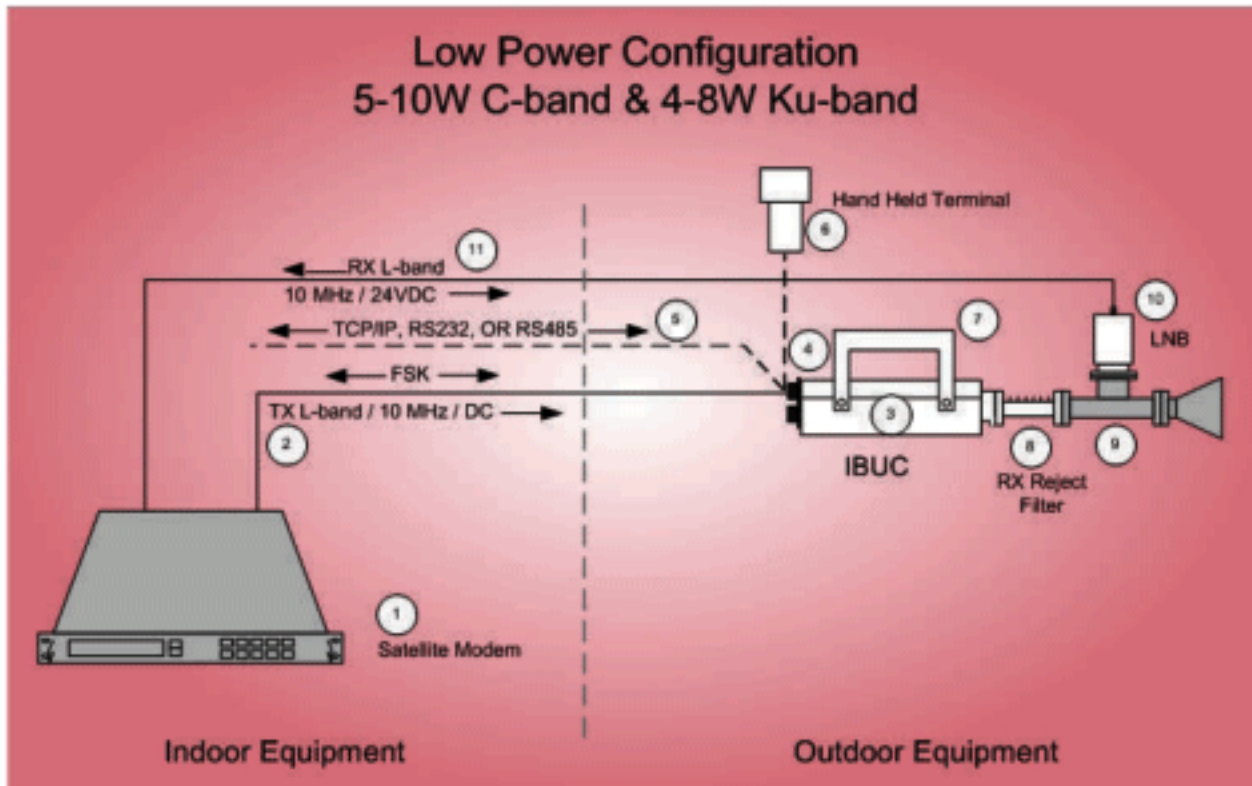 Low Power Configuration
5-10W C-band & 4-8W Ku-band
Hand Held Terminal
6
11
RX L-band
10 MHz / 24VDC
TCP/IP, RS232, OR RS485
5
7
10
LNB
4
FSK
TX L-band / 10 MHz / DC
2
3
IBUC
8
9
RX Reject
Filter
1
Satellite Modem
Indoor Equipment
Outdoor Equipment